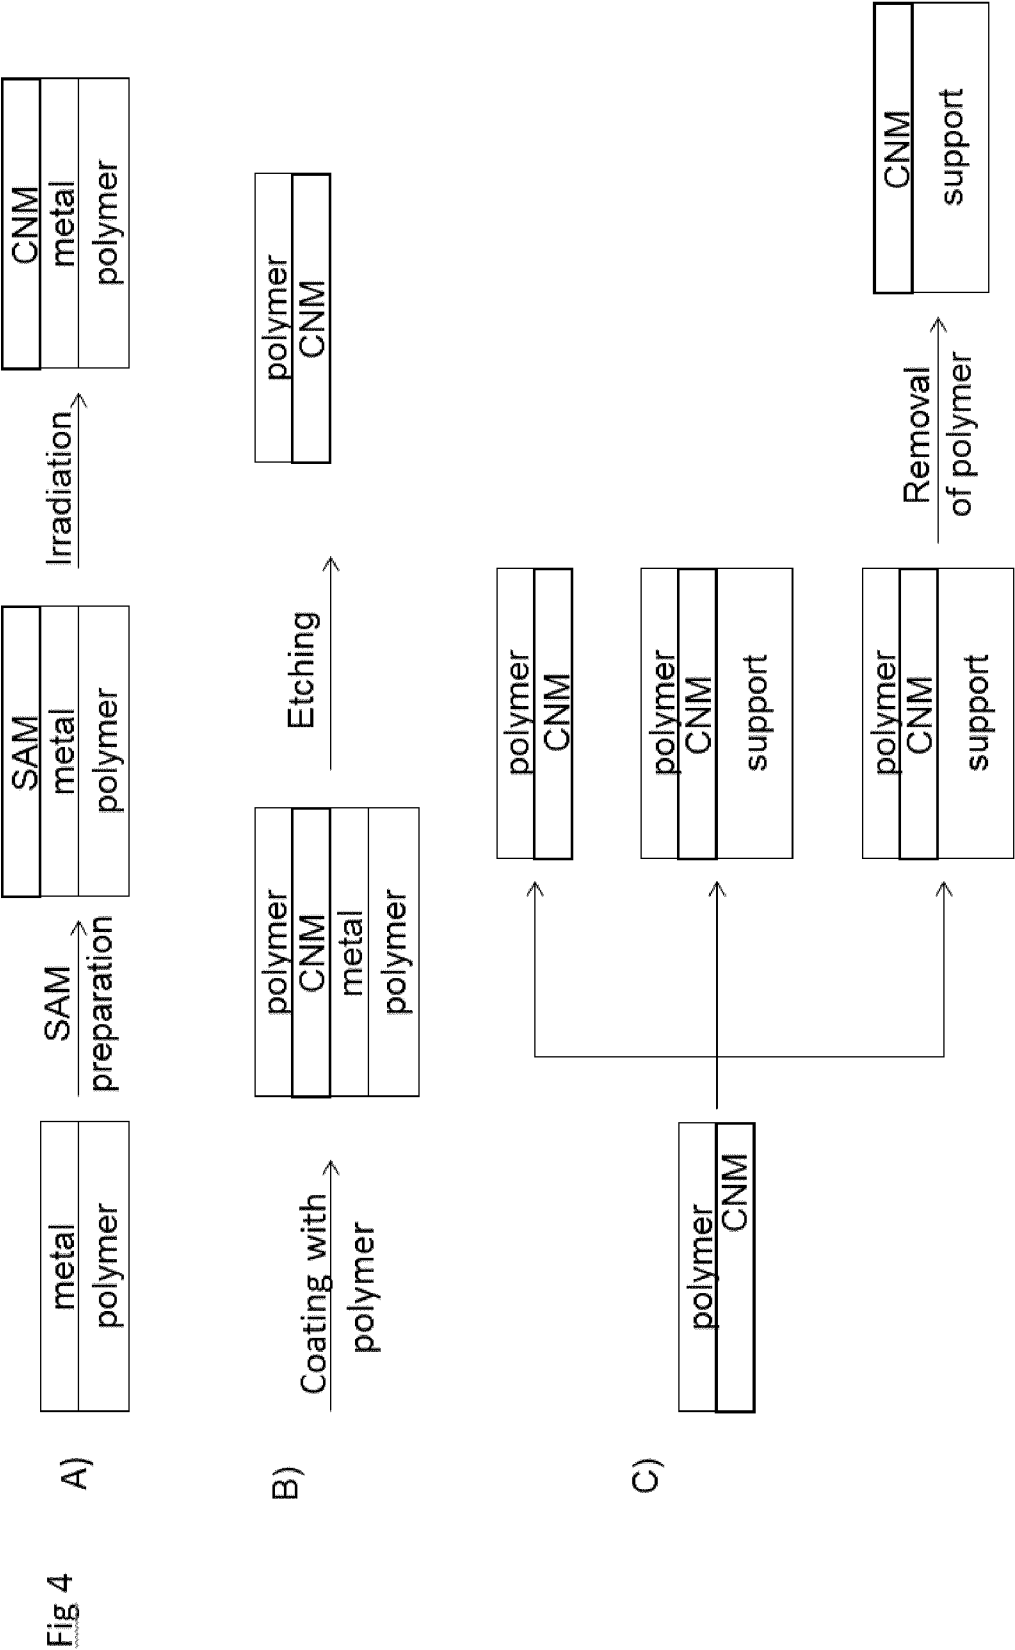 Fig 4
A)
metal
polymer
SAM
preparation
SAM
metal
polymer
Irradiation
CNM
metal
polymer
B)
Coating with
polymer
polymer
CNM
metal
polymer
Etching
polymer
CNM
C)
polymer
CNM
polymer
CNM
polymer
CNM
support
polymer
CNM
support
Removal
of polymer
CNM
support